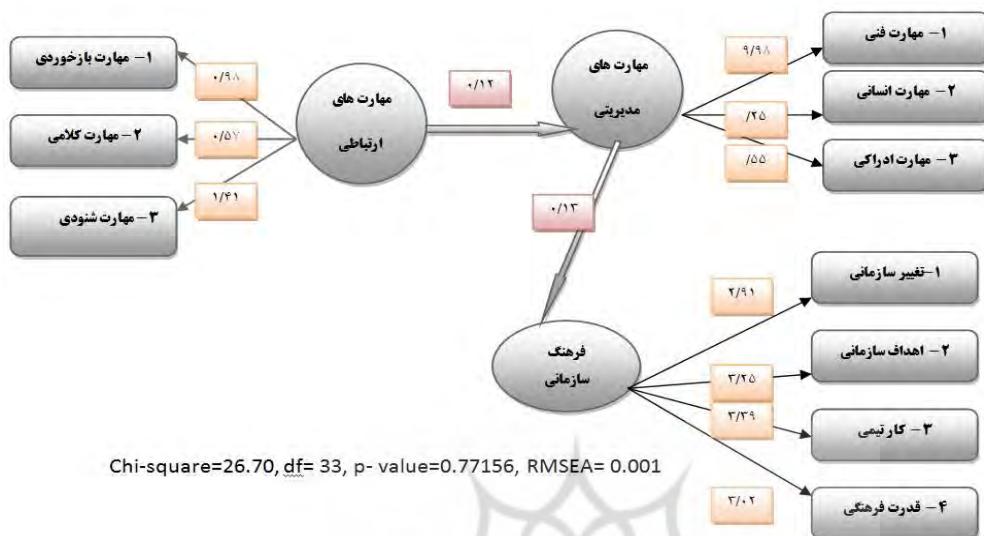 ۱- مهارت فنی
۲- مهارت انسانی
۳- مهارت ادراکی
۹/۹۸
/۲۵
/۵۵
مهارت های
مدیریتی
۰/۱۲
مهارت های
ارتباطی
۰/۹۸
۰/۵۷
۱/۴۱
۱- مهارت بازخوردی
۲- مهارت کلامی
۳- مهارت شنودی
۰/۱۳
فرهنگ
سازمانی
۲/۹۱
۳/۲۵
۳/۳۹
۳/۰۲
۱-تغییر سازمانی
۲- اهداف سازمانی
۳- کار تیمی
۴- قدرت فرهنگی
Chi-square=26.70, df= 33, p- value=0.77156, RMSEA= 0.001